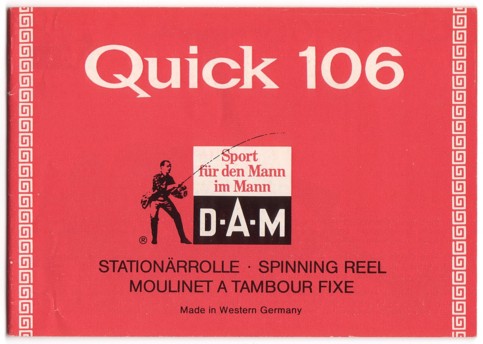 Quick 106
Sport
für den Mann
im Mann
D·A·M
®
STATIONÄRROLLE · SPINNING REEL
MOULINET A TAMBOUR FIXE
Made in Western Germany